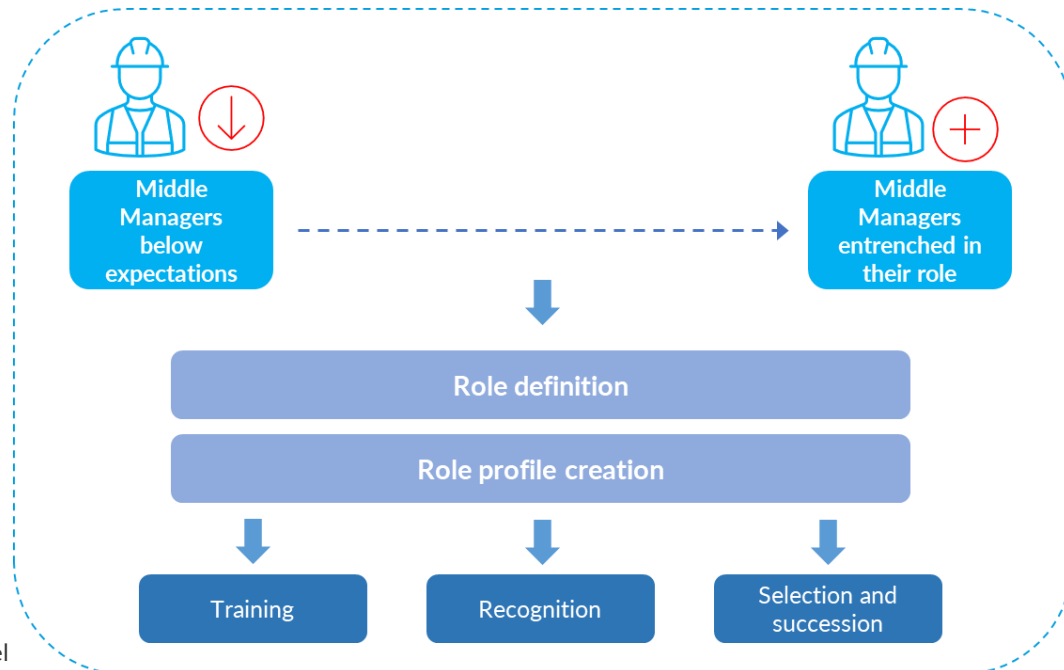 Middle
Managers
below
expectations
Middle
Managers
entrenched in
their role
Role definition
Role profile creation
Training
Recognition
Selection and
succession
el